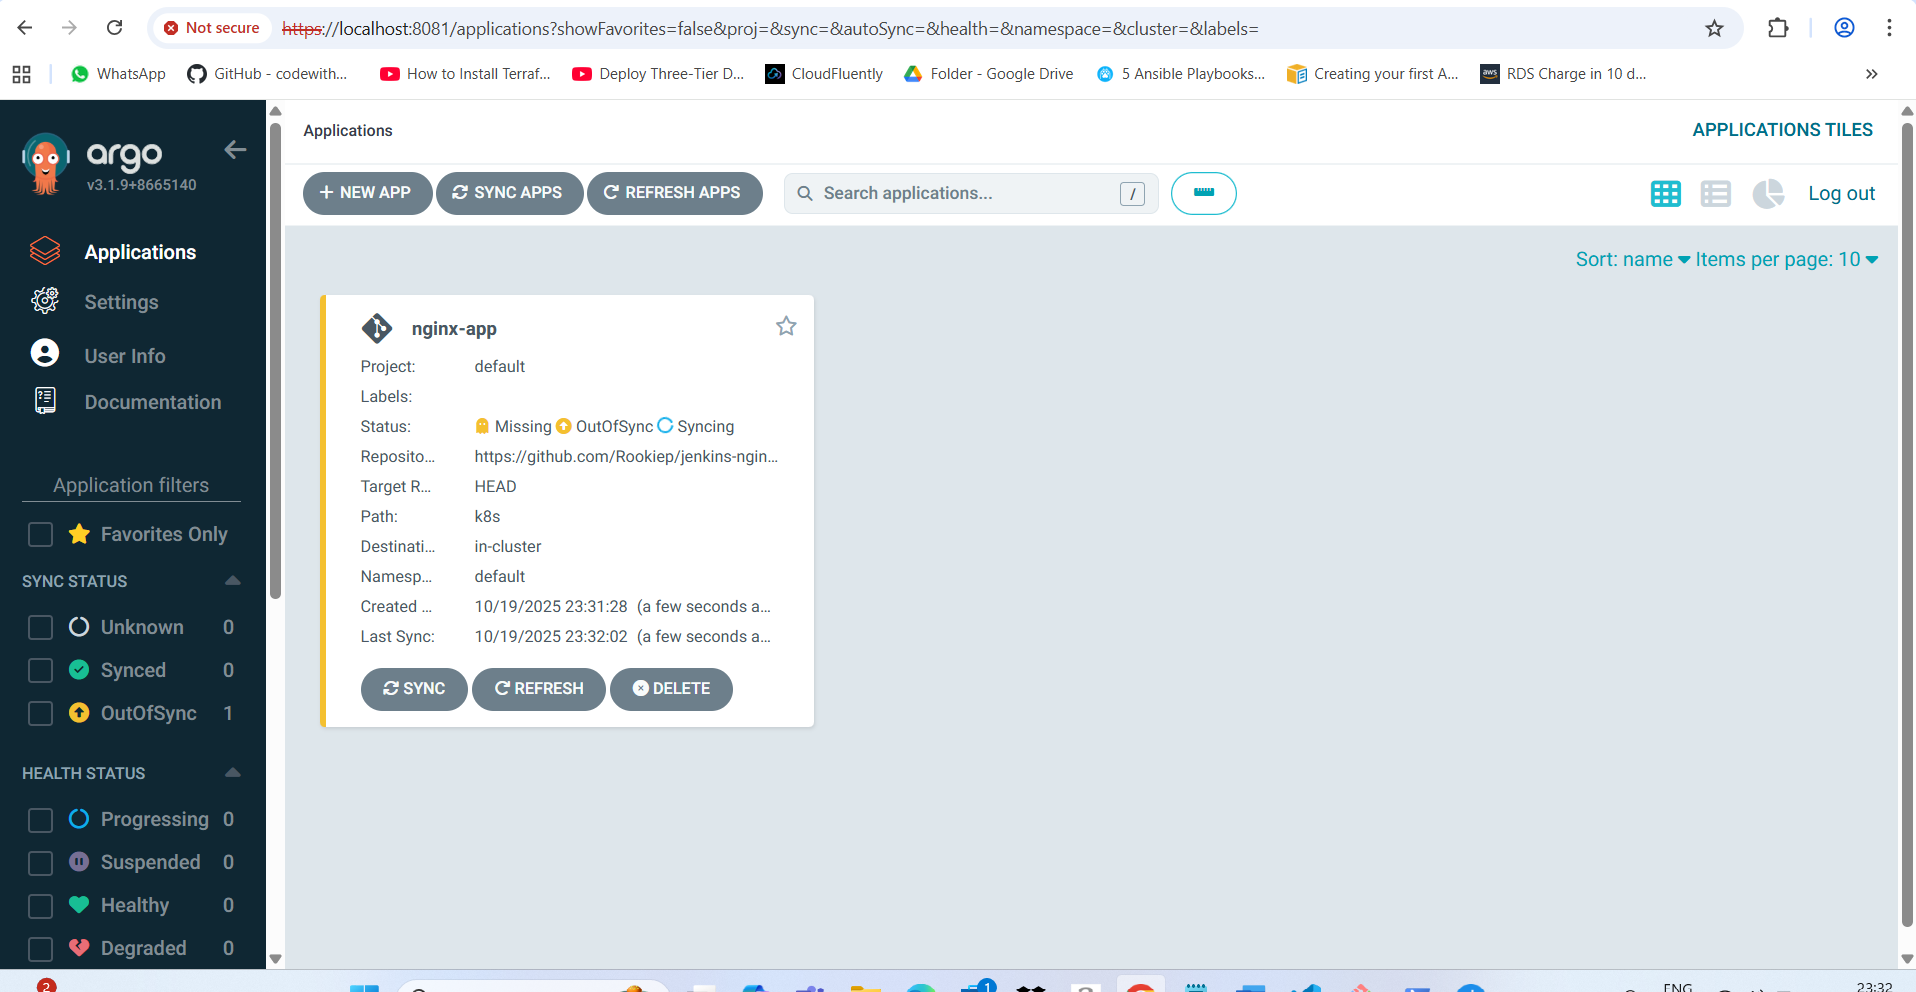 Not secure https://localhost:8081/applications?showFavorites=false&proj=&sync=&autoSync=&health=&namespace=&cluster=&labels=
WhatsApp GitHub - codewith... How to Install Terraf... Deploy Three-Tier D... CloudFluently Folder - Google Drive 5 Ansible Playbooks... Creating your first A... aws RDS Charge in 10 d...
argo
v3.1.9+8665140
Applications
Settings
User Info
Documentation
Application filters
Favorites Only
SYNC STATUS
Unknown 0
Synced 0
OutOfSync 1
HEALTH STATUS
Progressing 0
Suspended 0
Healthy 0
Degraded 0
Applications APPLICATIONS TILES
+ NEW APP SYNC APPS REFRESH APPS Search applications... / Log out
Sort: name Items per page: 10
nginx-app
Project: default
Labels:
Status: Missing OutOfSync Syncing
Reposito... https://github.com/Rookiep/jenkins-ngin...
Target R... HEAD
Path: k8s
Destinati... in-cluster
Namesp... default
Created ... 10/19/2025 23:31:28 (a few seconds a...
Last Sync: 10/19/2025 23:32:02 (a few seconds a...
SYNC REFRESH DELETE
2 1 ENG 23:32